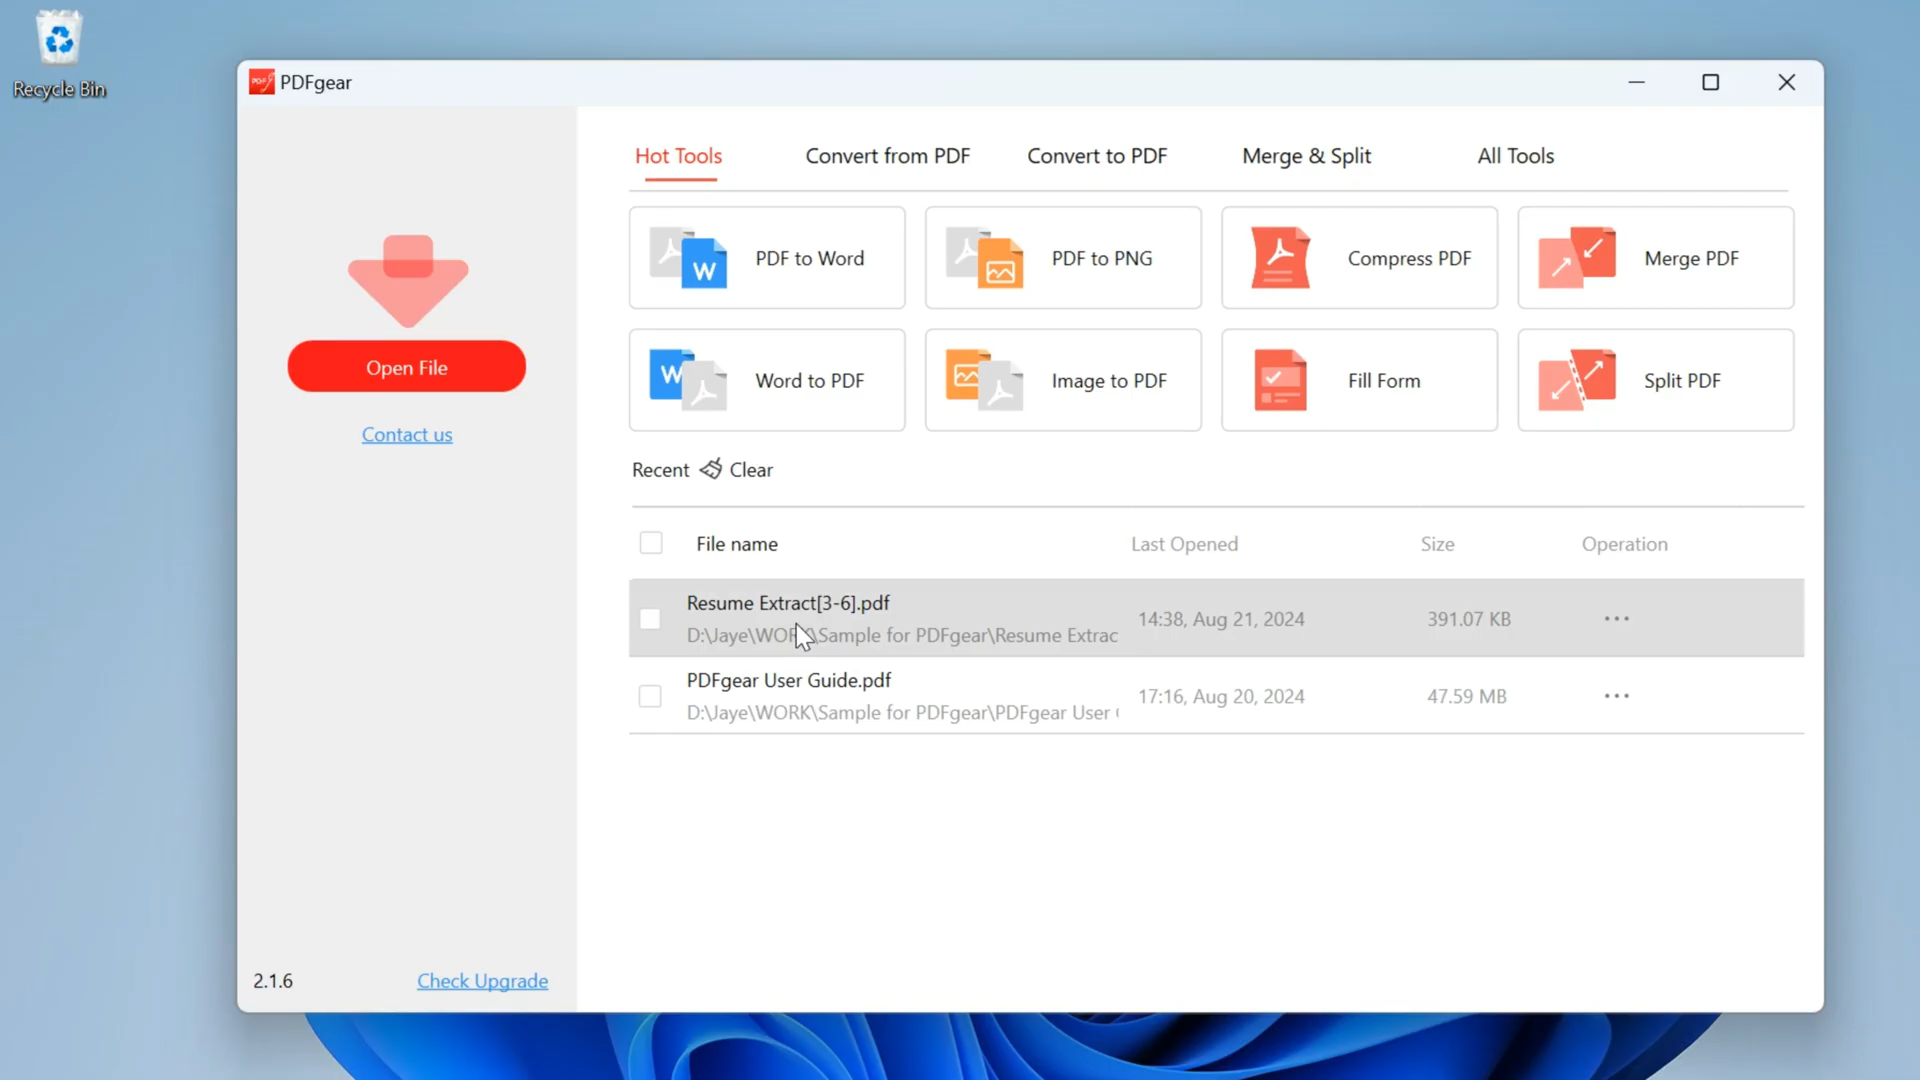 Recycle Bin
PDFgear
Hot Tools
Convert from PDF
Convert to PDF
Merge & Split
All Tools
PDF to Word
PDF to PNG
Compress PDF
Merge PDF
Open File
Word to PDF
Image to PDF
Fill Form
Split PDF
Contact us
Recent Clear
File name
Last Opened
Size
Operation
Resume Extract[3-6].pdf
D:\Jaye\WORK\Sample for PDFgear\Resume Extrac
14:38, Aug 21, 2024
391.07 KB
PDFgear User Guide.pdf
D:\Jaye\WORK\Sample for PDFgear\PDFgear User
17:16, Aug 20, 2024
47.59 MB
2.1.6
Check Upgrade